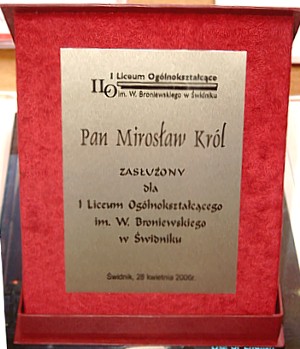 I Liceum Ogólnokształcące
ILO im. W. Broniewskiego w Świdniku
Pan Mirosław Król
ZASŁUŻONY
dla
I Liceum Ogólnokształcącego
im. W. Broniewskiego
w Świdniku
Świdnik, 28 kwietnia 2006r.